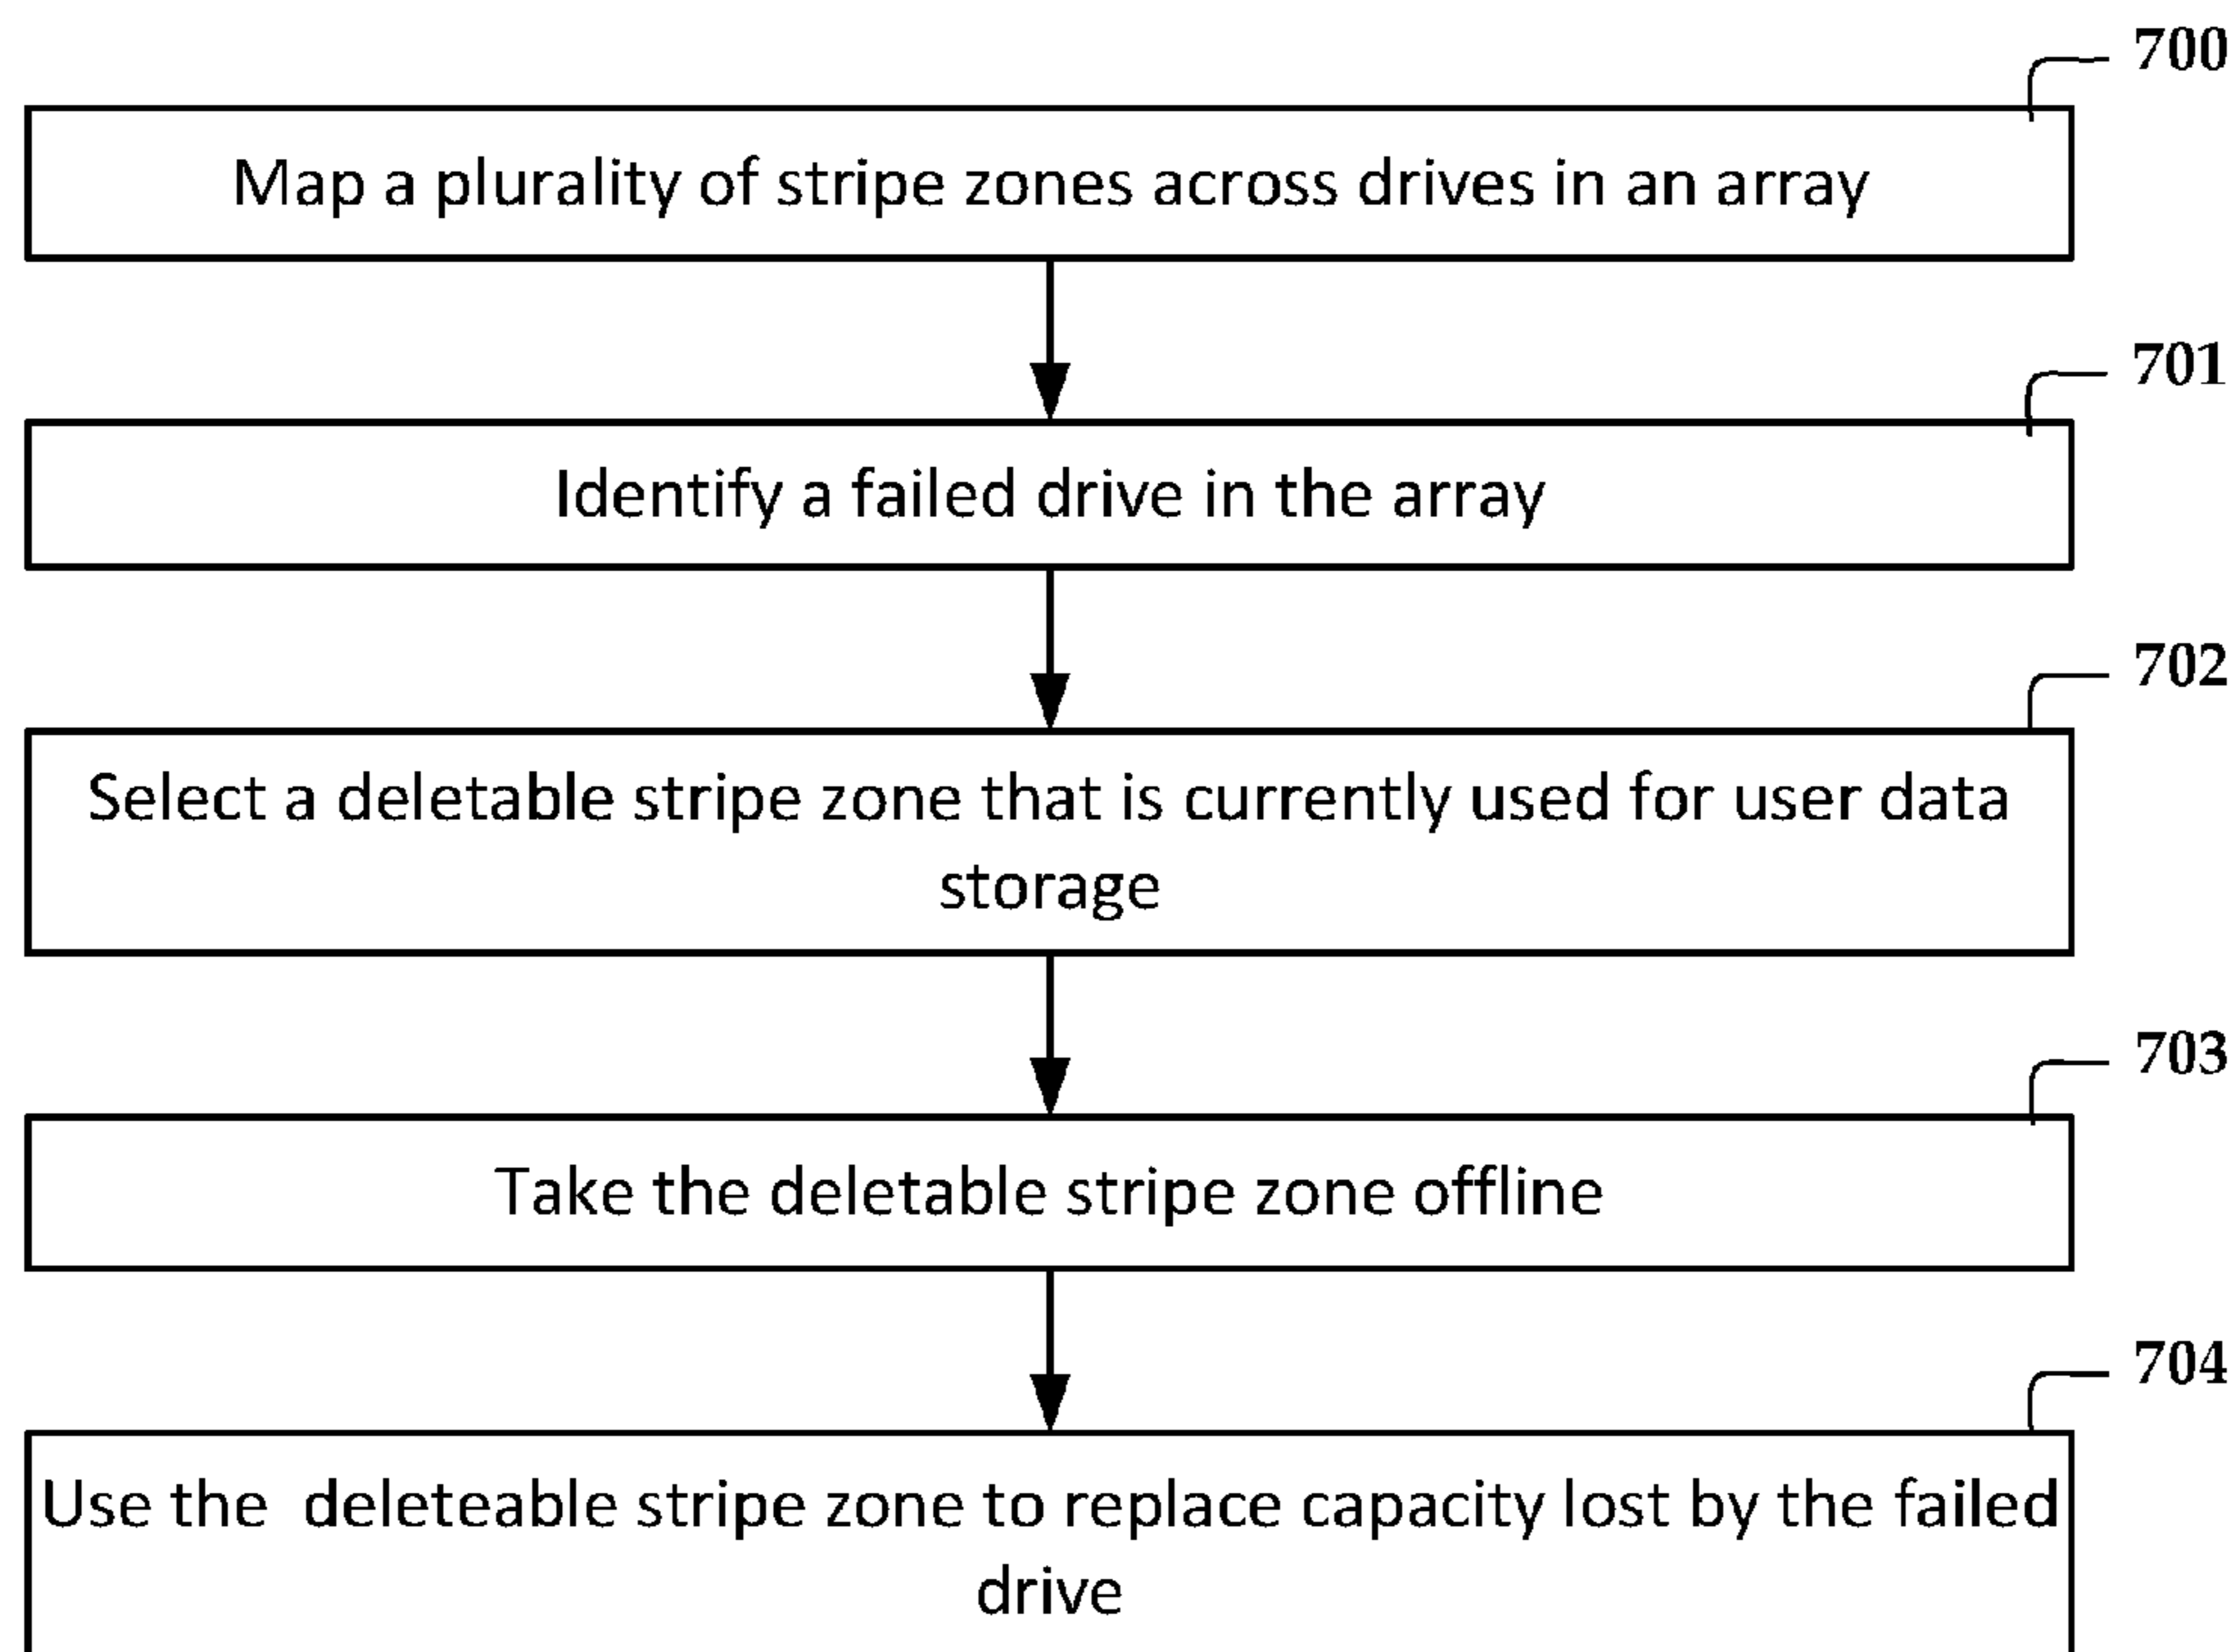 700
Map a plurality of stripe zones across drives in an array
701
Identify a failed drive in the array
702
Select a deletable stripe zone that is currently used for user data
storage
703
Take the deletable stripe zone offline
704
Use the  deleteable stripe zone to replace capacity lost by the failed
drive